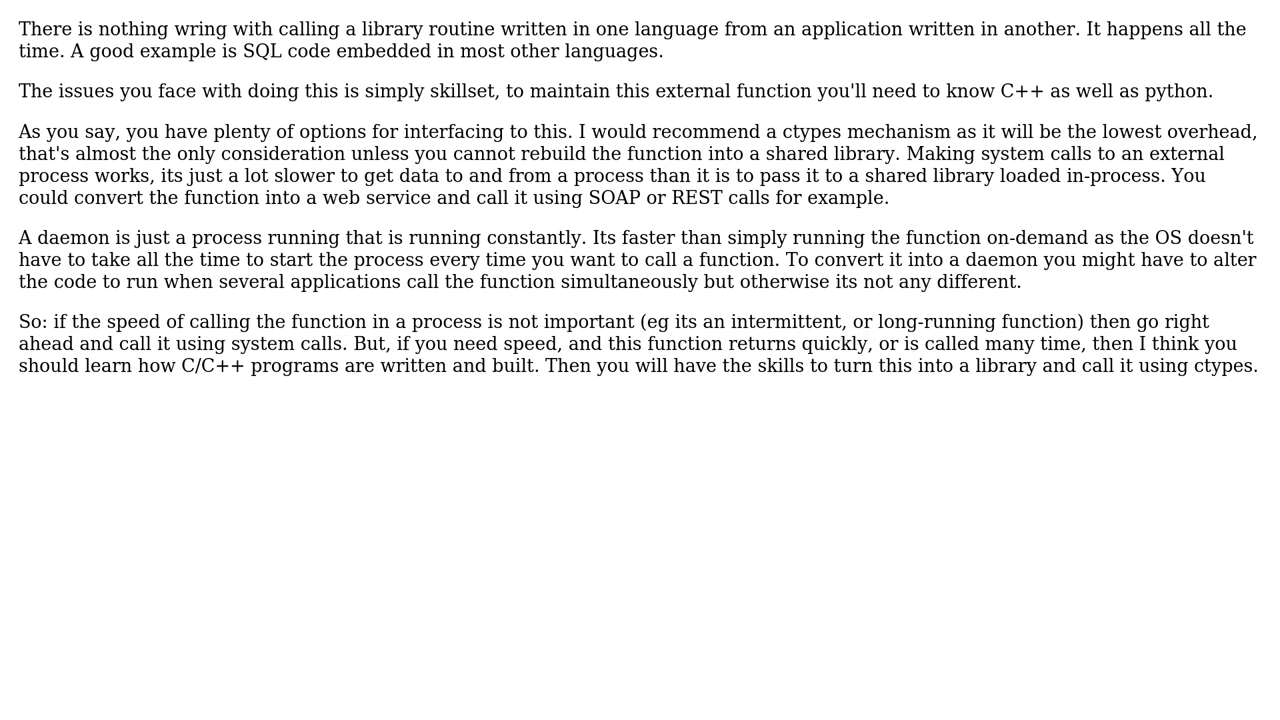 There is nothing wring with calling a library routine written in one language from an application written in another. It happens all the
time. A good example is SQL code embedded in most other languages.
The issues you face with doing this is simply skillset, to maintain this external function you'll need to know C++ as well as python.
As you say, you have plenty of options for interfacing to this. I would recommend a ctypes mechanism as it will be the lowest overhead,
that's almost the only consideration unless you cannot rebuild the function into a shared library. Making system calls to an external
process works, its just a lot slower to get data to and from a process than it is to pass it to a shared library loaded in-process. You
could convert the function into a web service and call it using SOAP or REST calls for example.
A daemon is just a process running that is running constantly. Its faster than simply running the function on-demand as the OS doesn't
have to take all the time to start the process every time you want to call a function. To convert it into a daemon you might have to alter
the code to run when several applications call the function simultaneously but otherwise its not any different.
So: if the speed of calling the function in a process is not important (eg its an intermittent, or long-running function) then go right
ahead and call it using system calls. But, if you need speed, and this function returns quickly, or is called many time, then I think you
should learn how C/C++ programs are written and built. Then you will have the skills to turn this into a library and call it using ctypes.